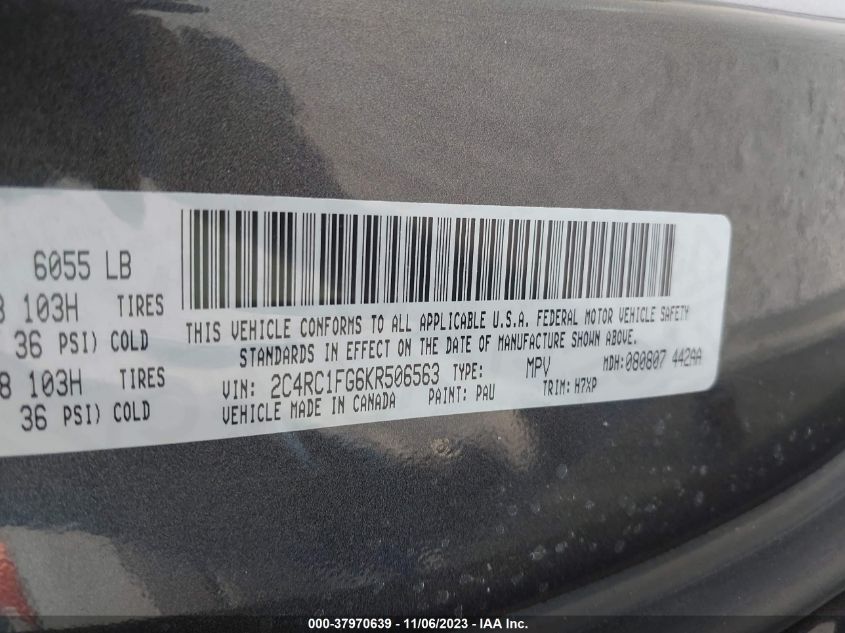 6055 LB
103H TIRES
36 PSI) COLD
8 103H TIRES
36 PSI) COLD
THIS VEHICLE CONFORMS TO ALL APPLICABLE U.S.A. FEDERAL MOTOR VEHICLE SAFETY
STANDARDS IN EFFECT ON THE DATE OF MANUFACTURE SHOWN ABOVE.
VIN: 2C4RC1FG6KR506563 TYPE: MPV MDH: 080807 442AA
VEHICLE MADE IN CANADA PAINT: PAU TRIM: H7XP
000-37970639 - 11/06/2023 - IAA Inc.